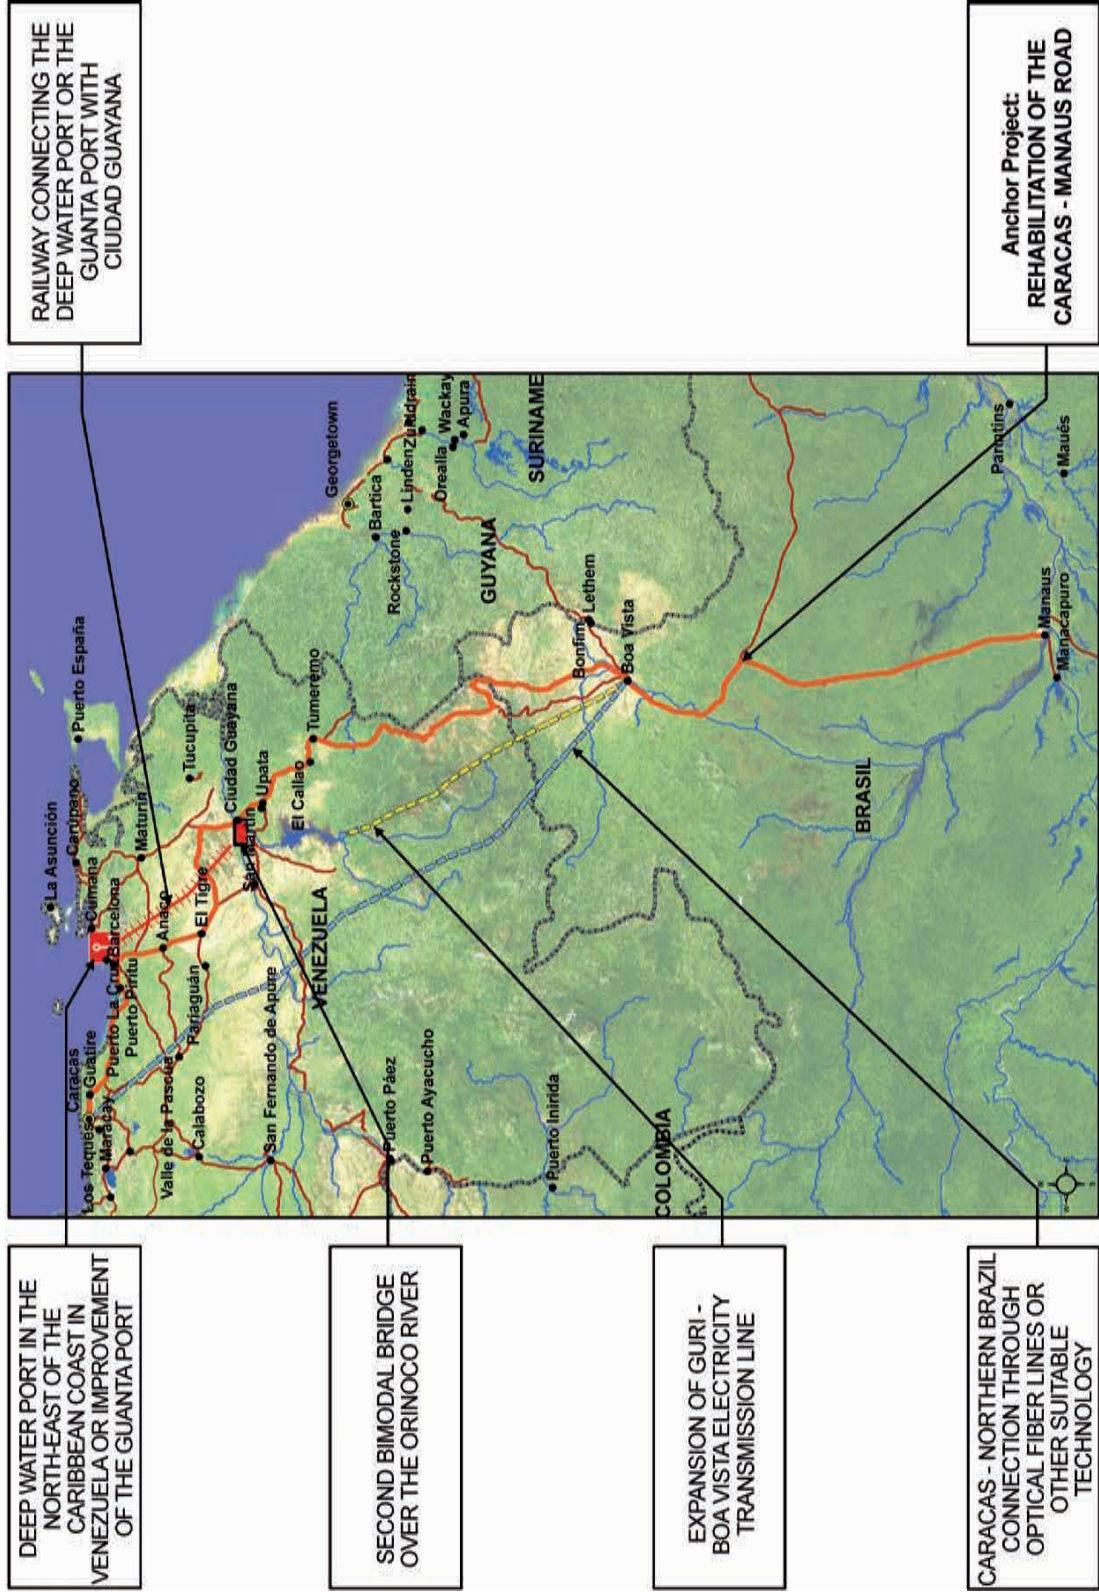 RAILWAY CONNECTING THE
DEEP WATER PORT OR THE
GUANTA PORT WITH
CIUDAD GUAYANA
Anchor Project:
REHABILITATION OF THE
CARACAS - MANAUS ROAD
DEEP WATER PORT IN THE
NORTH-EAST OF THE
CARIBBEAN COAST IN
VENEZUELA OR IMPROVEMENT
OF THE GUANTA PORT
SECOND BIMODAL BRIDGE
OVER THE ORINOCO RIVER
EXPANSION OF GURI -
BOA VISTA ELECTRICITY
TRANSMISSION LINE
CARACAS - NORTHERN BRAZIL
CONNECTION THROUGH
OPTICAL FIBER LINES OR
OTHER SUITABLE
TECHNOLOGY
La Asunción
Carúpano
Puerto España
Cumana
Barcelona
Puerto La Cruz
Puerto Píritu
Caracas
Guatire
Los Teques
Maracay
Maturín
Tucupita
Anaco
El Tigre
Pariaguán
Valle de la Pascua
Calabozo
San Fernando de Apure
Ciudad Guayana
San Martín
Upata
El Callao
Tumeremo
VENEZUELA
Puerto Páez
Puerto Ayacucho
Puerto Inirida
COLOMBIA
Georgetown
Bartica
Linden
Rockstone
Orealla
Wackay
Apura
GUYANA
SURINAME
Lethem
Bonfim
Boa Vista
BRASIL
Parintins
Maués
Manaus
Manacapuro
N
E
S
W